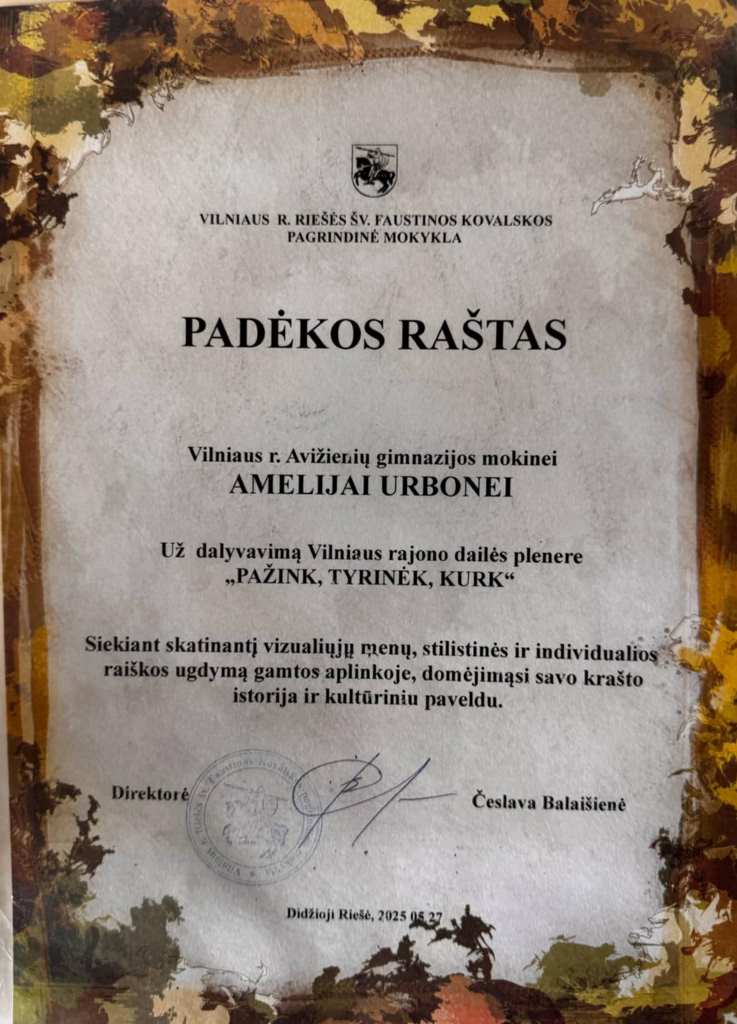 VILNIAUS R. RIEŠĖS ŠV. FAUSTINOS KOVALSKOS
PAGRINDINĖ MOKYKLA
PADĖKOS RAŠTAS
Vilniaus r. Avižienių gimnazijos mokinei
AMELIJAI URBONEI
Už dalyvavimą Vilniaus rajono dailės plenere
„PAŽINK, TYRINĖK, KURK“
Siekiant skatinantį vizualiųjų menų, stilistinės ir individualios
raiškos ugdymą gamtos aplinkoje, domėjimąsi savo krašto
istorija ir kultūriniu paveldu.
Direktorė
Česlava Balaišienė
Didžioji Riešė, 2025 05 27